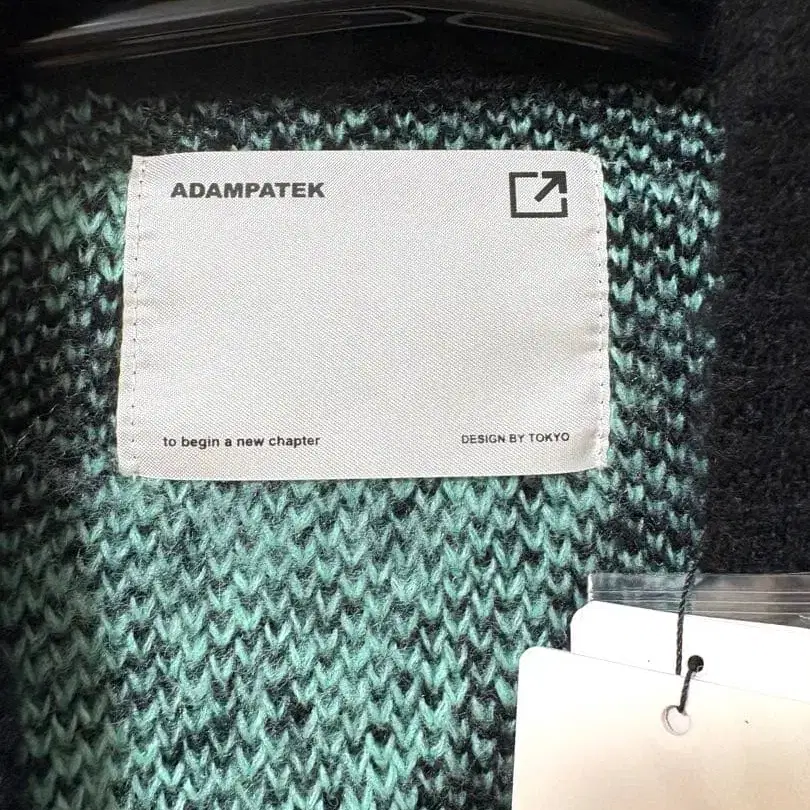 ADAMPATEK
to begin a new chapter
DESIGN BY TOKYO